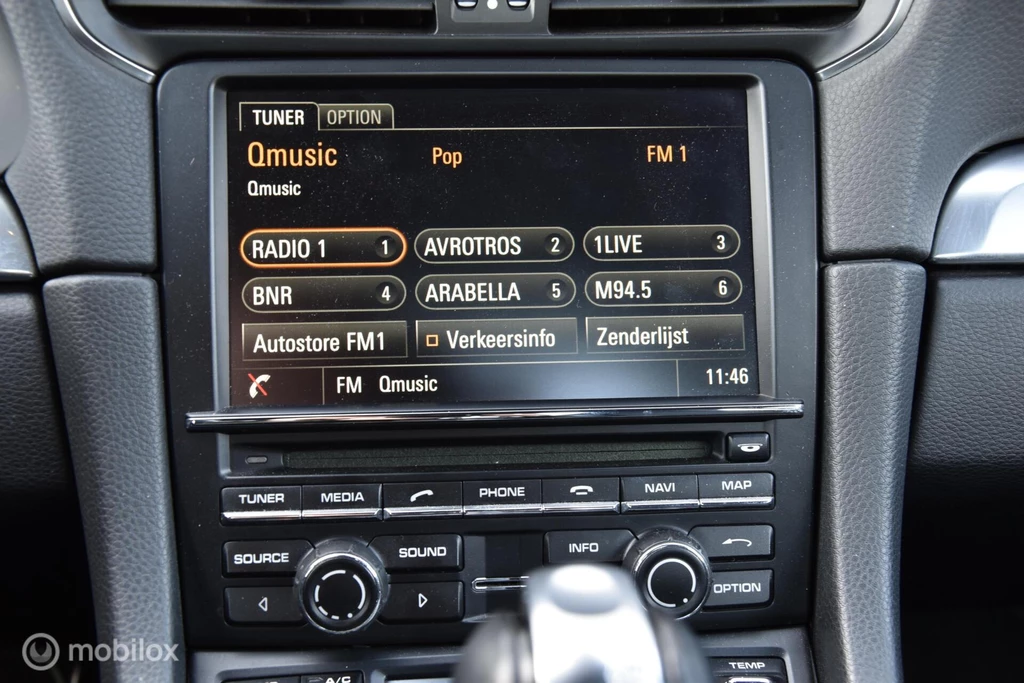 TUNER OPTION
Qmusic Pop FM 1
Qmusic
RADIO 1 1 AVROTROS 2 1LIVE 3
BNR 4 ARABELLA 5 M94.5 6
Autostore FM1 Verkeersinfo Zenderlijst
FM Qmusic 11:46
TUNER MEDIA PHONE NAVI MAP
SOURCE SOUND INFO
OPTION
A/C TEMP
mobilox